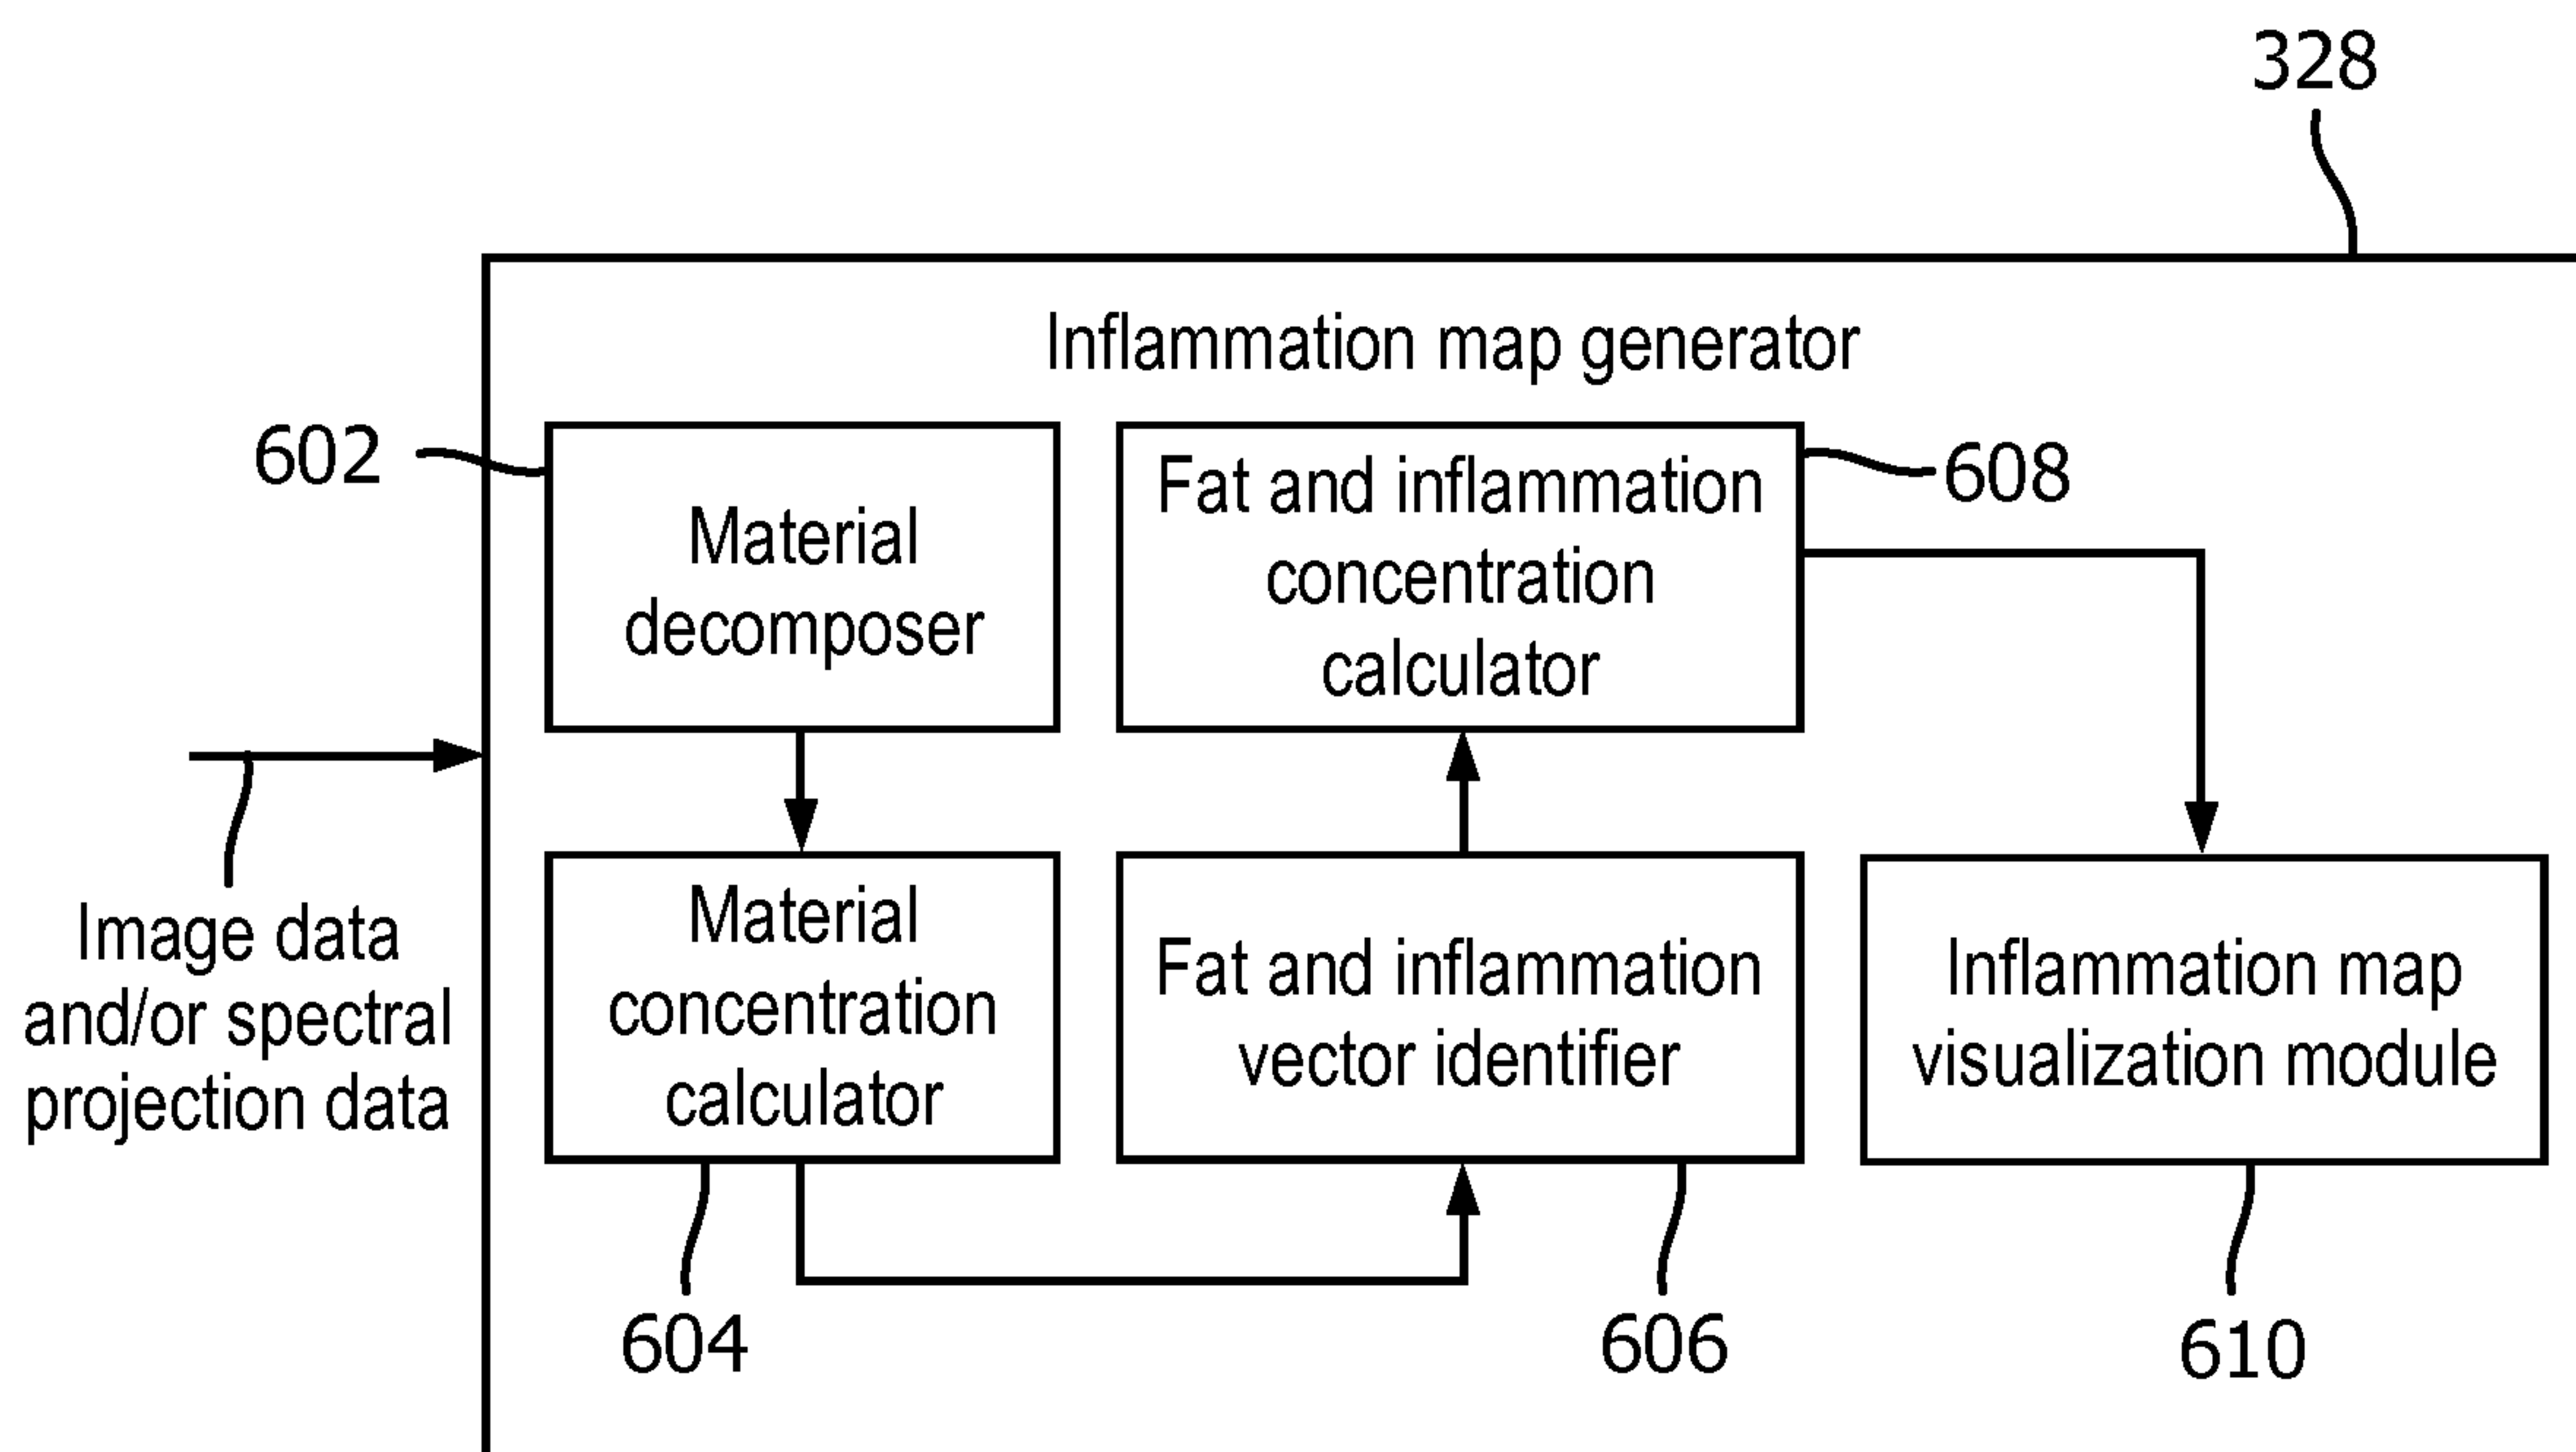 328
Inflammation map generator
602
Material
decomposer
Fat and inflammation
concentration
calculator
608
Image data
and/or spectral
projection data
Material
concentration
calculator
Fat and inflammation
vector identifier
Inflammation map
visualization module
604
606
610